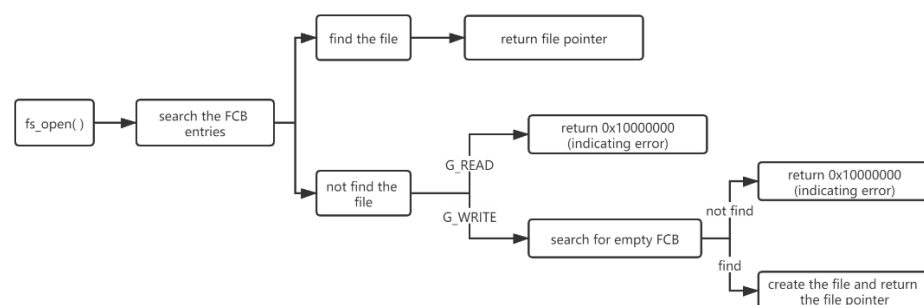 find the file
return file pointer
fs_open( )
search the FCB
entries
return 0x10000000
(indicating error)
G_READ
not find the
file
G_WRITE
return 0x10000000
(indicating error)
not find
search for empty FCB
find
create the file and return
the file pointer